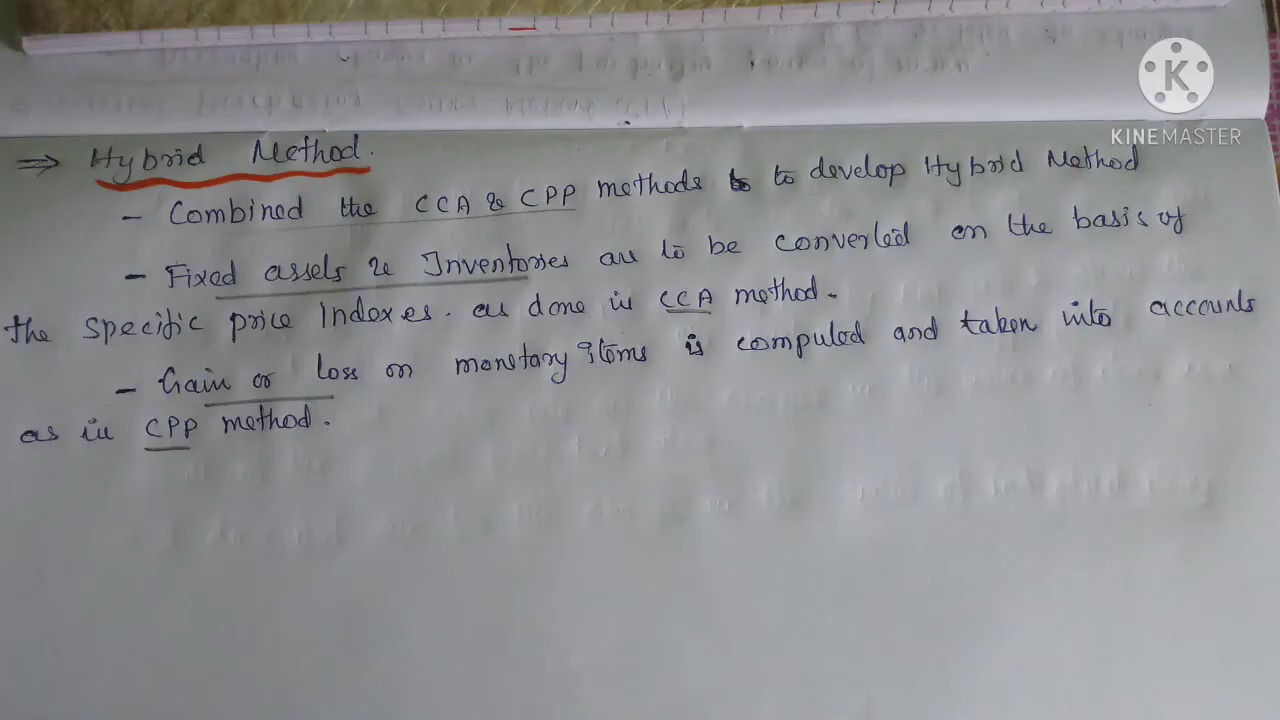 KINEMASTER
⇒ Hybrid Method.
- Combined the CCA & CPP methods to to develop Hybrid Method
- Fixed assets & Inventories are to be converted on the basis of
the specific price Indexes. as done in CCA method.
- Gain or loss on monetary items is computed and taken into accounts
as in CPP method.